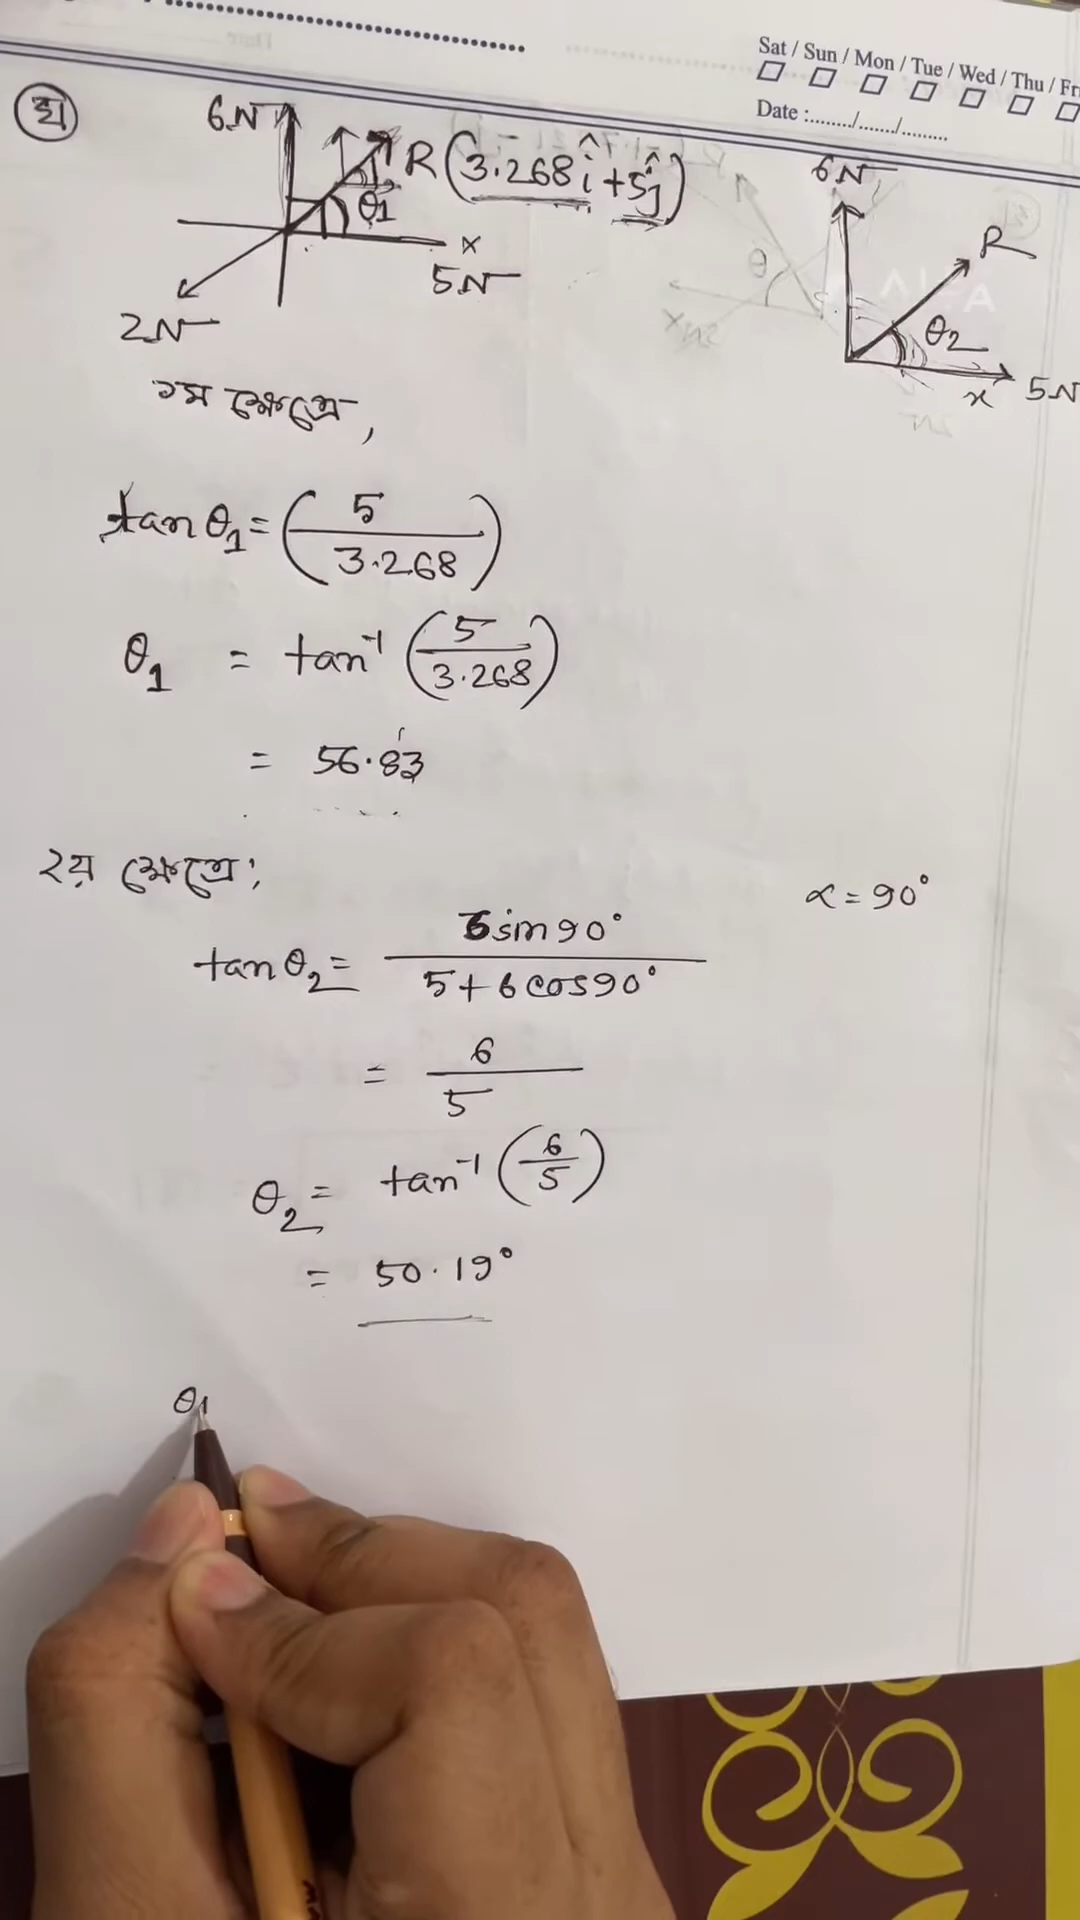 Sat / Sun / Mon / Tue / Wed / Thu / Fri
Date :......../......./.........
ঘ
6N
R (3.268î + 5ĵ)
θ1
x
5N
2N
6N
R
θ2
x
5N
১ম ক্ষেত্রে,
tan θ1 = (5/3.268)
θ1 = tan⁻¹ (5/3.268)
= 56.83
২য় ক্ষেত্রে;
α = 90°
tan θ2 = 6 sin 90° / 5 + 6 cos 90°
= 6/5
θ2 = tan⁻¹ (6/5)
= 50.19°
θ1